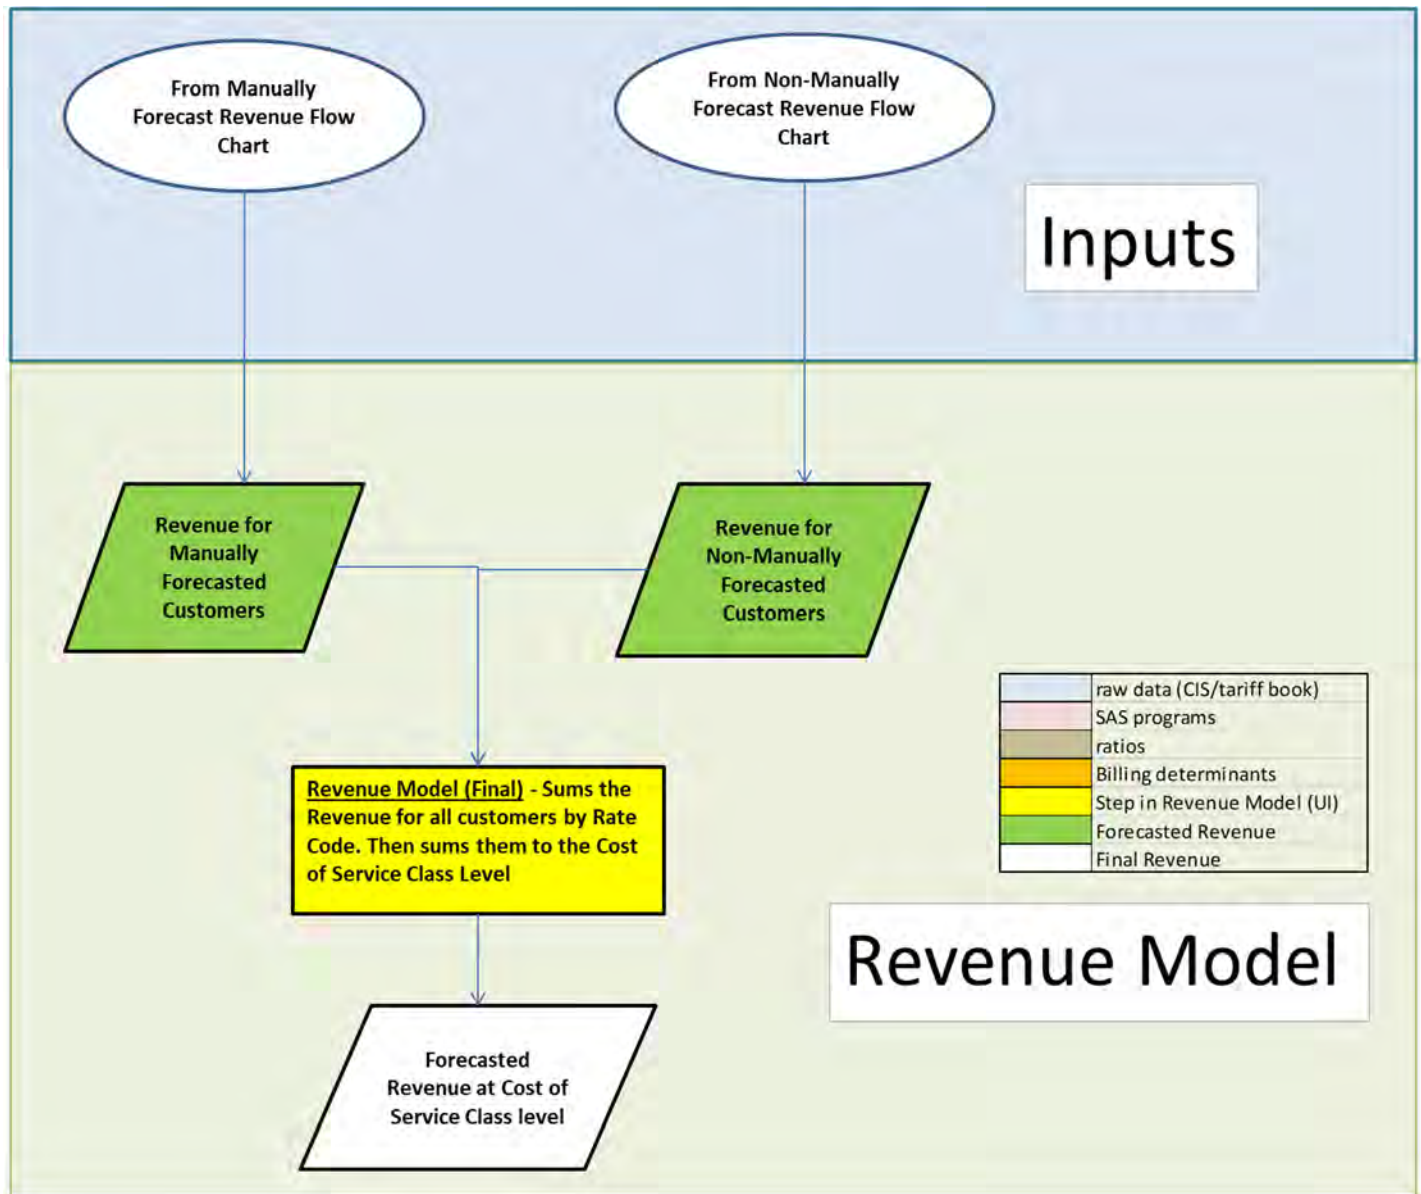 From Manually
Forecast Revenue Flow
Chart
From Non-Manually
Forecast Revenue Flow
Chart
Inputs
Revenue for
Manually
Forecasted
Customers
Revenue for
Non-Manually
Forecasted
Customers
raw data (CIS/tariff book)
SAS programs
ratios
Billing determinants
Step in Revenue Model (UI)
Forecasted Revenue
Final Revenue
Revenue Model (Final) - Sums the
Revenue for all customers by Rate
Code. Then sums them to the Cost
of Service Class Level
Revenue Model
Forecasted
Revenue at Cost of
Service Class level